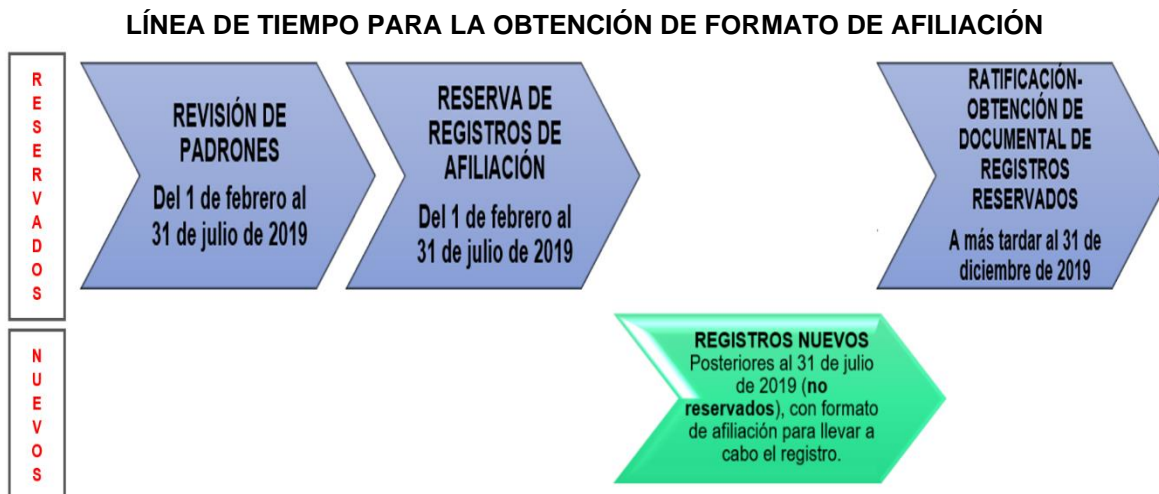 LÍNEA DE TIEMPO PARA LA OBTENCIÓN DE FORMATO DE AFILIACIÓN
RESERVADOS
REVISIÓN DE
PADRONES
Del 1 de febrero al
31 de julio de 2019
RESERVA DE
REGISTROS DE
AFILIACIÓN
Del 1 de febrero al
31 de julio de 2019
RATIFICACIÓN-
OBTENCIÓN DE
DOCUMENTAL DE
REGISTROS
RESERVADOS
A más tardar al 31 de
diciembre de 2019
NUEVOS
REGISTROS NUEVOS
Posteriores al 31 de julio
de 2019 (no
reservados), con formato
de afiliación para llevar a
cabo el registro.